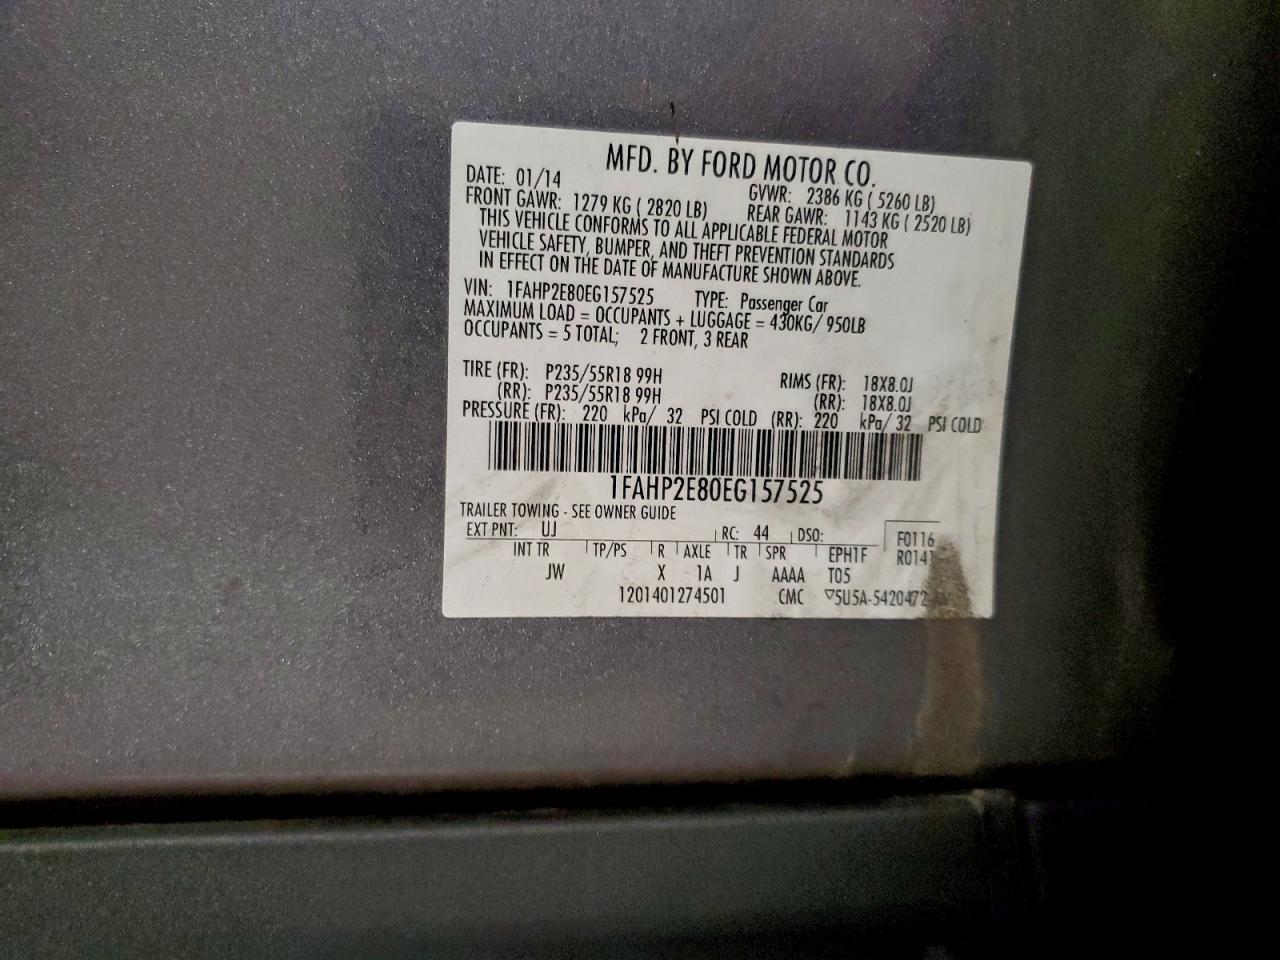 MFD. BY FORD MOTOR CO.
DATE: 01/14 GVWR: 2386 KG ( 5260 LB)
FRONT GAWR: 1279 KG ( 2820 LB) REAR GAWR: 1143 KG ( 2520 LB)
THIS VEHICLE CONFORMS TO ALL APPLICABLE FEDERAL MOTOR
VEHICLE SAFETY, BUMPER, AND THEFT PREVENTION STANDARDS
IN EFFECT ON THE DATE OF MANUFACTURE SHOWN ABOVE.
VIN: 1FAHP2E80EG157525 TYPE: Passenger Car
MAXIMUM LOAD = OCCUPANTS + LUGGAGE = 430KG/ 950LB
OCCUPANTS = 5 TOTAL; 2 FRONT, 3 REAR
TIRE (FR): P235/55R18 99H RIMS (FR): 18X8.0J
(RR): P235/55R18 99H (RR): 18X8.0J
PRESSURE (FR): 220 kPa/ 32 PSI COLD (RR): 220 kPa/ 32 PSI COLD
1FAHP2E80EG157525
TRAILER TOWING - SEE OWNER GUIDE
EXT PNT: UJ RC: 44 DSO: F0116
INT TR TP/PS R AXLE TR SPR EPH1F
JW X 1A J AAAA T05
1201401274501 CMC ▽5U5A-5420472